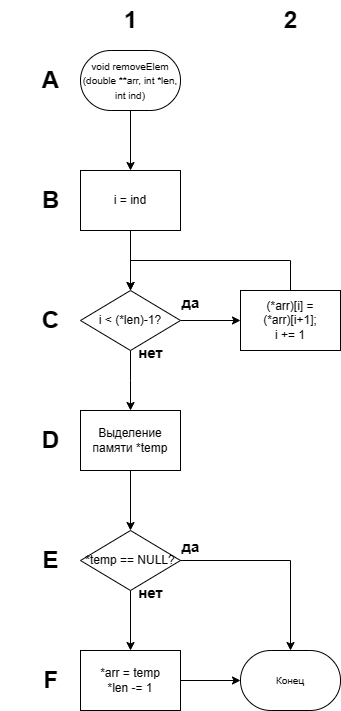 1
2
A
void removeElem
(double **arr, int *len,
int ind)
B
i = ind
C
i < (*len)-1?
да
(*arr)[i] =
(*arr)[i+1];
i += 1
нет
D
Выделение
памяти *temp
E
*temp == NULL?
да
нет
F
*arr = temp
*len -= 1
Конец